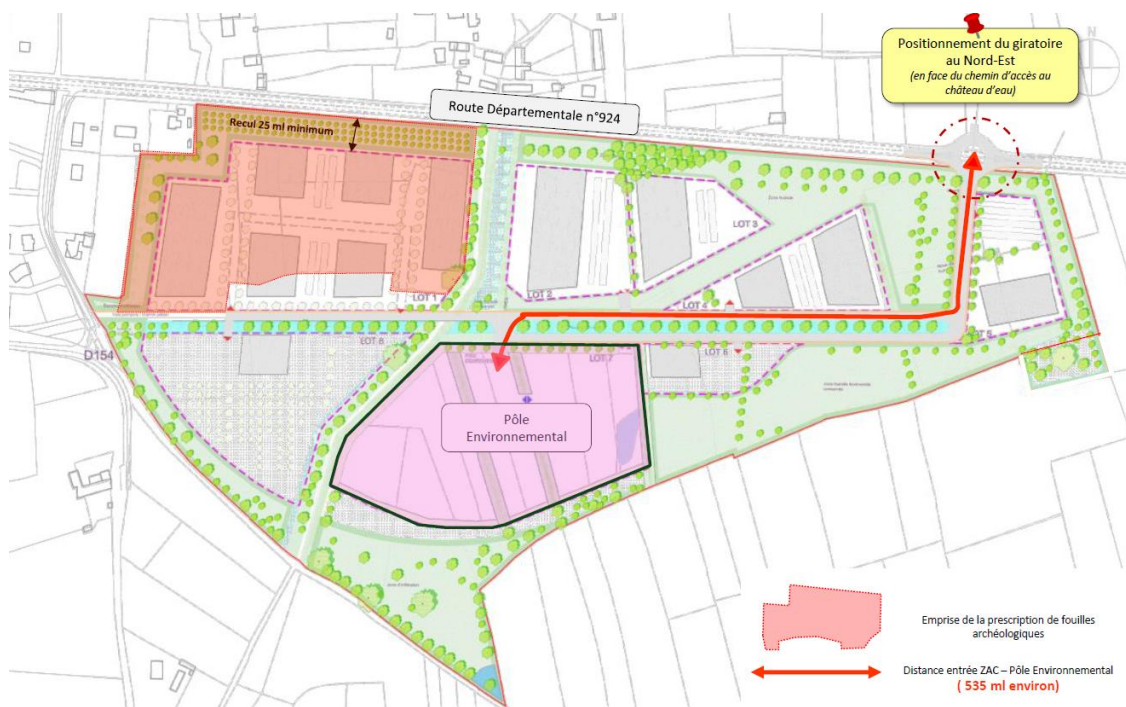 Positionnement du giratoire
au Nord-Est
(en face du chemin d'accès au
château d'eau)
N
Route Départementale n°924
Recul 25 ml minimum
LOT 3
LOT 1
LOT 2
LOT 4
LOT 5
D154
LOT 8
LOT 7
LOT 6
Pôle
Environnemental
Emprise de la prescription de fouilles
archéologiques
Distance entrée ZAC – Pôle Environnemental
( 535 ml environ)